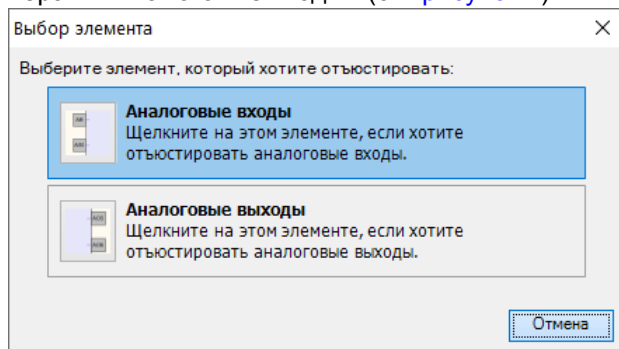 Выбор элемента
Выберите элемент, который хотите отъюстировать:
Аналоговые входы
Щелкните на этом элементе, если хотите
отъюстировать аналоговые входы.
Аналоговые выходы
Щелкните на этом элементе, если хотите
отъюстировать аналоговые выходы.
Отмена